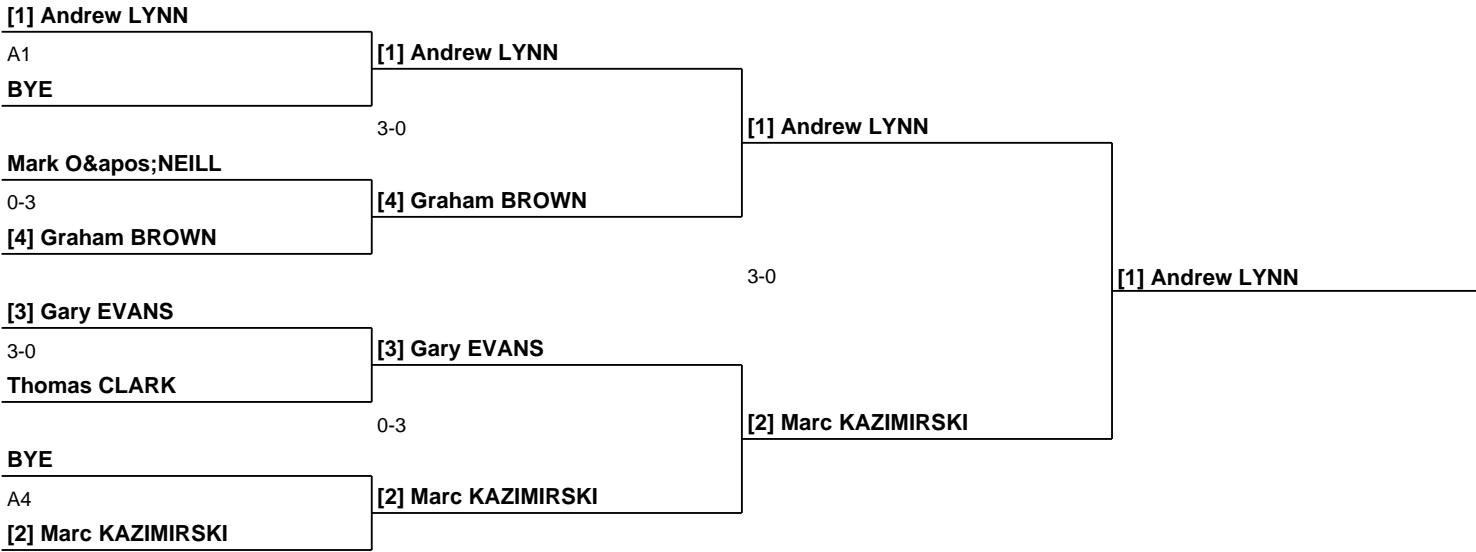 [1] Andrew LYNN
A1
[1] Andrew LYNN
BYE
3-0
[1] Andrew LYNN
Mark O&apos;NEILL
0-3
[4] Graham BROWN
[4] Graham BROWN
3-0
[1] Andrew LYNN
[3] Gary EVANS
3-0
[3] Gary EVANS
Thomas CLARK
0-3
[2] Marc KAZIMIRSKI
BYE
A4
[2] Marc KAZIMIRSKI
[2] Marc KAZIMIRSKI